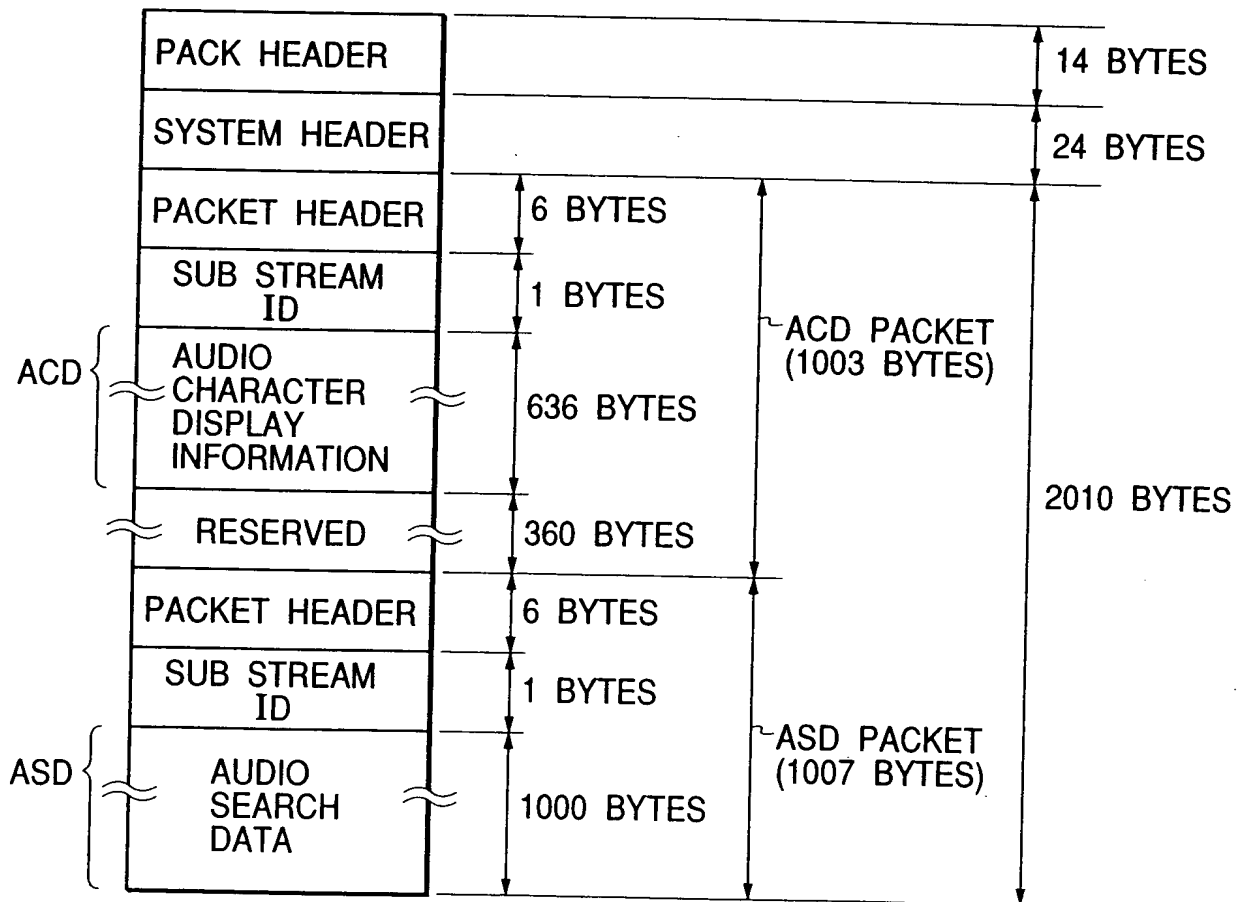 PACK HEADER
14 BYTES
SYSTEM HEADER
24 BYTES
PACKET HEADER
6 BYTES
SUB STREAM
ID
1 BYTES
ACD
AUDIO
CHARACTER
DISPLAY
INFORMATION
636 BYTES
ACD PACKET
(1003 BYTES)
RESERVED
360 BYTES
2010 BYTES
PACKET HEADER
6 BYTES
SUB STREAM
ID
1 BYTES
ASD
AUDIO
SEARCH
DATA
1000 BYTES
ASD PACKET
(1007 BYTES)